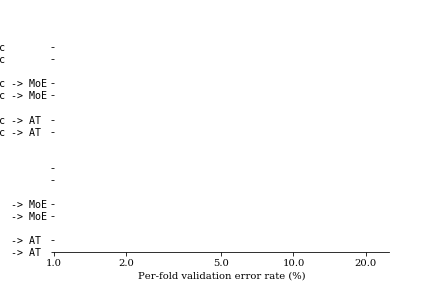 c -
c -
c -> MoE -
c -> MoE -
c -> AT -
c -> AT -
-
-
-> MoE -
-> MoE -
-> AT -
-> AT -
1.0 2.0 5.0 10.0 20.0
Per-fold validation error rate (%)